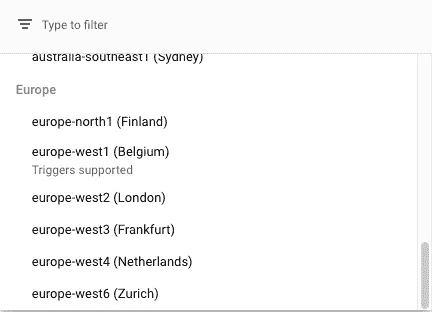 Type to filter
australia-southeast1 (Sydney)
Europe
europe-north1 (Finland)
europe-west1 (Belgium)
Triggers supported
europe-west2 (London)
europe-west3 (Frankfurt)
europe-west4 (Netherlands)
europe-west6 (Zurich)